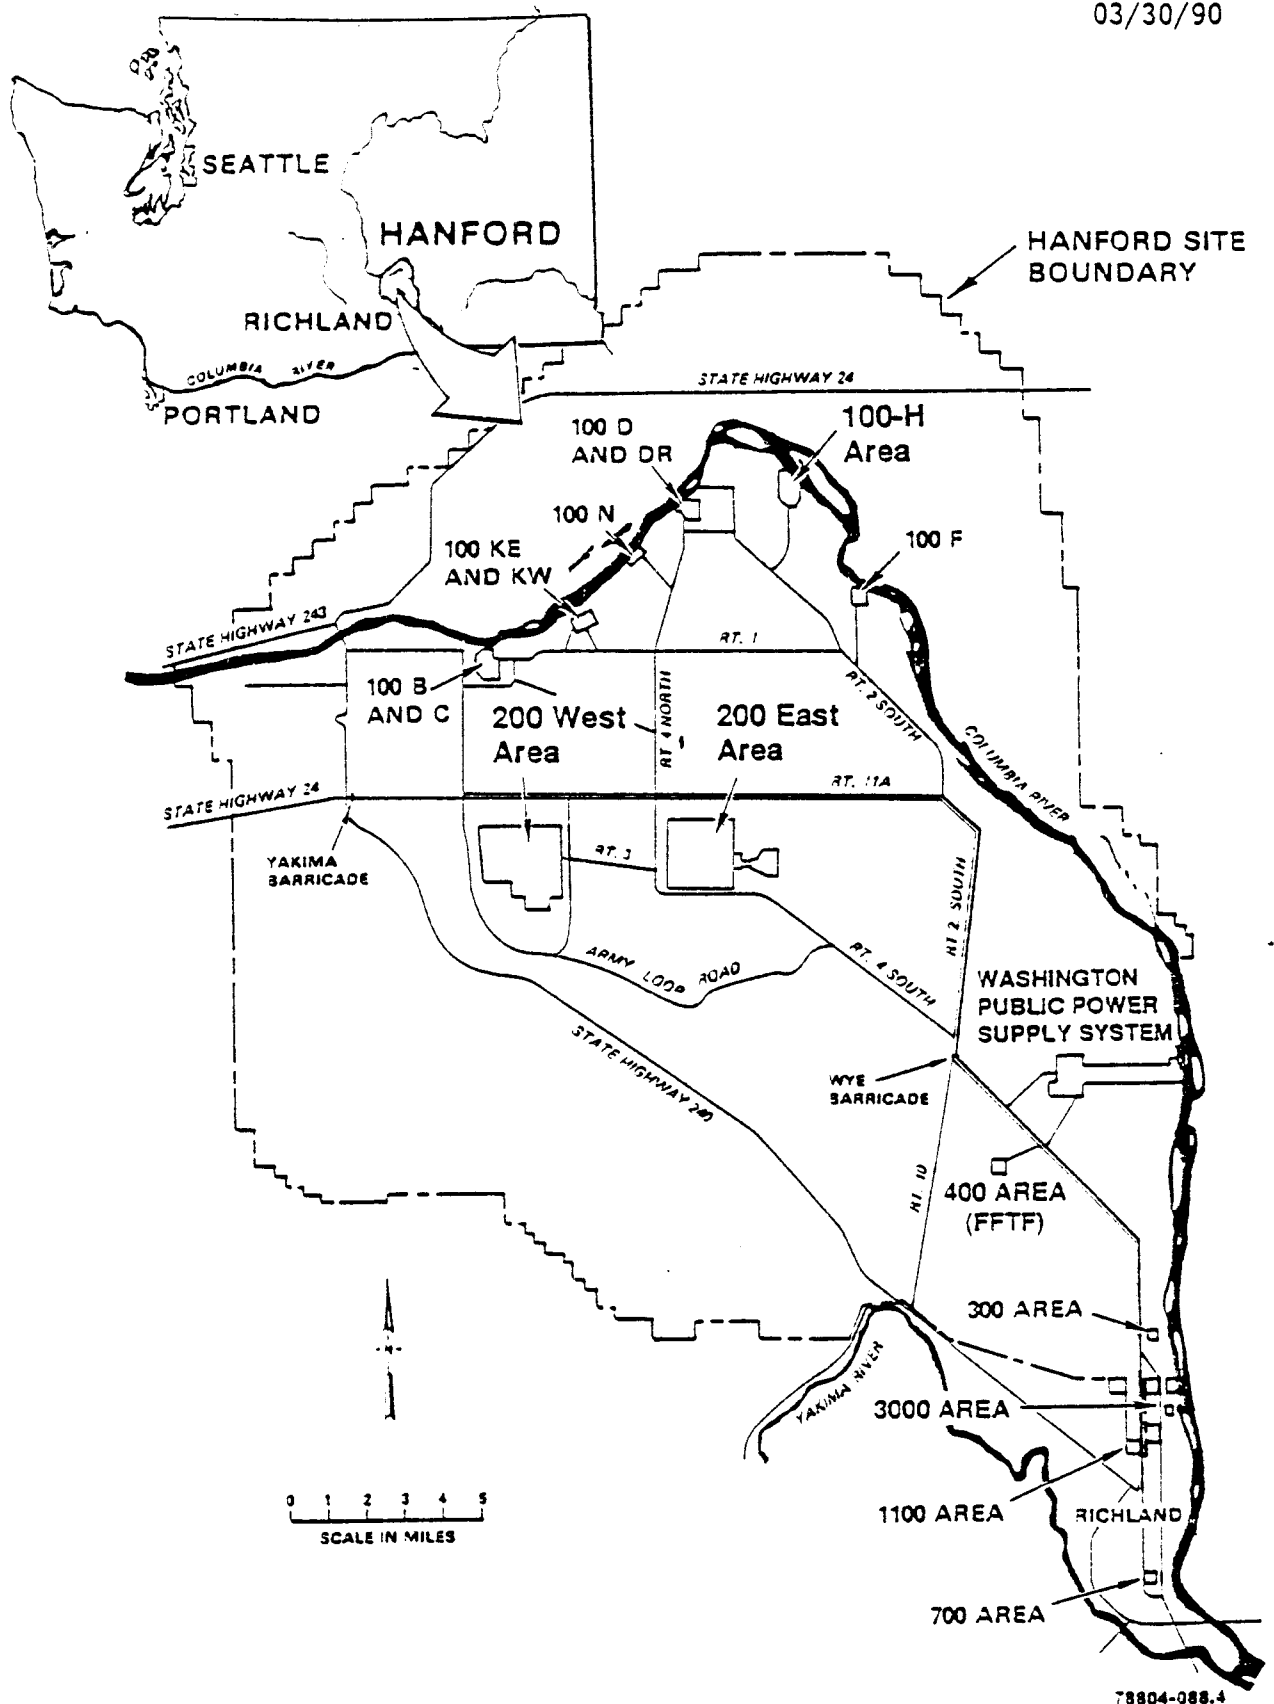 03/30/90
SEATTLE
HANFORD
HANFORD SITE
BOUNDARY
RICHLAND
COLUMBIA RIVER
PORTLAND
STATE HIGHWAY 24
100-H
Area
100 D
AND DR
100 N
100 F
100 KE
AND KW
STATE HIGHWAY 243
RT. 1
100 B
AND C
200 West
Area
RT 4 NORTH
200 East
Area
RT. 2 SOUTH
COLUMBIA RIVER
STATE HIGHWAY 24
RT. 11A
YAKIMA
BARRICADE
RT. 3
RT 2 SOUTH
ARMY LOOP ROAD
RT. 4 SOUTH
WASHINGTON
PUBLIC POWER
SUPPLY SYSTEM
STATE HIGHWAY 240
WYE
BARRICADE
RT. 10
400 AREA
(FFTF)
300 AREA
N
YAKIMA RIVER
3000 AREA
0 1 2 3 4 5
SCALE IN MILES
1100 AREA
RICHLAND
700 AREA
78804-088.4